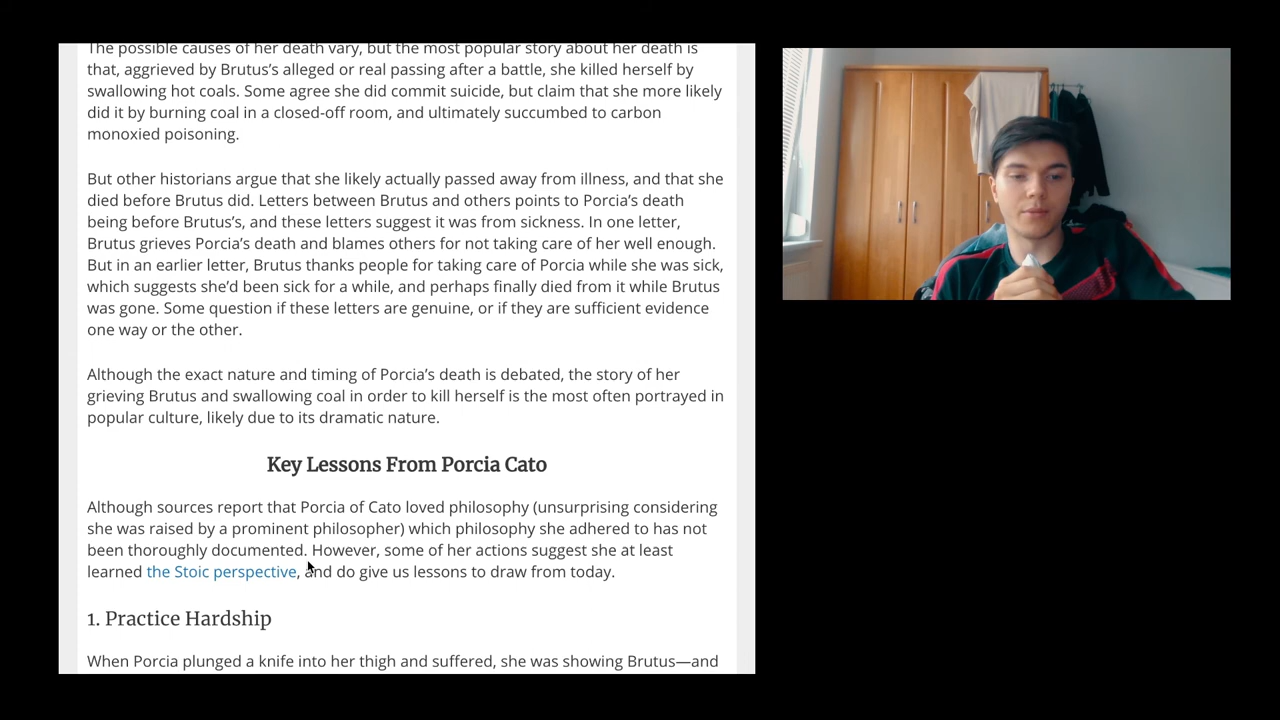 The possible causes of her death vary, but the most popular story about her death is
that, aggrieved by Brutus’s alleged or real passing after a battle, she killed herself by
swallowing hot coals. Some agree she did commit suicide, but claim that she more likely
did it by burning coal in a closed-off room, and ultimately succumbed to carbon
monoxied poisoning.
But other historians argue that she likely actually passed away from illness, and that she
died before Brutus did. Letters between Brutus and others points to Porcia’s death
being before Brutus’s, and these letters suggest it was from sickness. In one letter,
Brutus grieves Porcia’s death and blames others for not taking care of her well enough.
But in an earlier letter, Brutus thanks people for taking care of Porcia while she was sick,
which suggests she’d been sick for a while, and perhaps finally died from it while Brutus
was gone. Some question if these letters are genuine, or if they are sufficient evidence
one way or the other.
Although the exact nature and timing of Porcia’s death is debated, the story of her
grieving Brutus and swallowing coal in order to kill herself is the most often portrayed in
popular culture, likely due to its dramatic nature.
Key Lessons From Porcia Cato
Although sources report that Porcia of Cato loved philosophy (unsurprising considering
she was raised by a prominent philosopher) which philosophy she adhered to has not
been thoroughly documented. However, some of her actions suggest she at least
learned the Stoic perspective, and do give us lessons to draw from today.
1. Practice Hardship
When Porcia plunged a knife into her thigh and suffered, she was showing Brutus—and